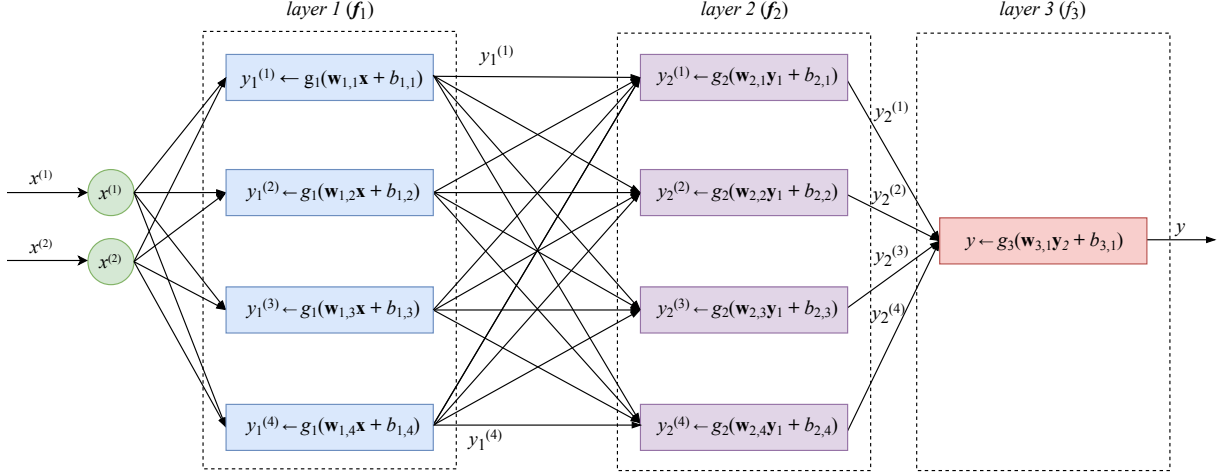 layer 1 (f₁)
layer 2 (f₂)
layer 3 (f₃)
y₁⁽¹⁾ ← g₁(w₁,₁x + b₁,₁)
y₁⁽¹⁾
y₂⁽¹⁾ ← g₂(w₂,₁y₁ + b₂,₁)
y₂⁽¹⁾
x⁽¹⁾
x⁽¹⁾
y₁⁽²⁾ ← g₁(w₁,₂x + b₁,₂)
y₂⁽²⁾ ← g₂(w₂,₂y₁ + b₂,₂)
y₂⁽²⁾
x⁽²⁾
x⁽²⁾
y ← g₃(w₃,₁y₂ + b₃,₁)
y
y₂⁽³⁾
y₁⁽³⁾ ← g₁(w₁,₃x + b₁,₃)
y₂⁽³⁾ ← g₂(w₂,₃y₁ + b₂,₃)
y₂⁽⁴⁾
y₁⁽⁴⁾ ← g₁(w₁,₄x + b₁,₄)
y₁⁽⁴⁾
y₂⁽⁴⁾ ← g₂(w₂,₄y₁ + b₂,₄)